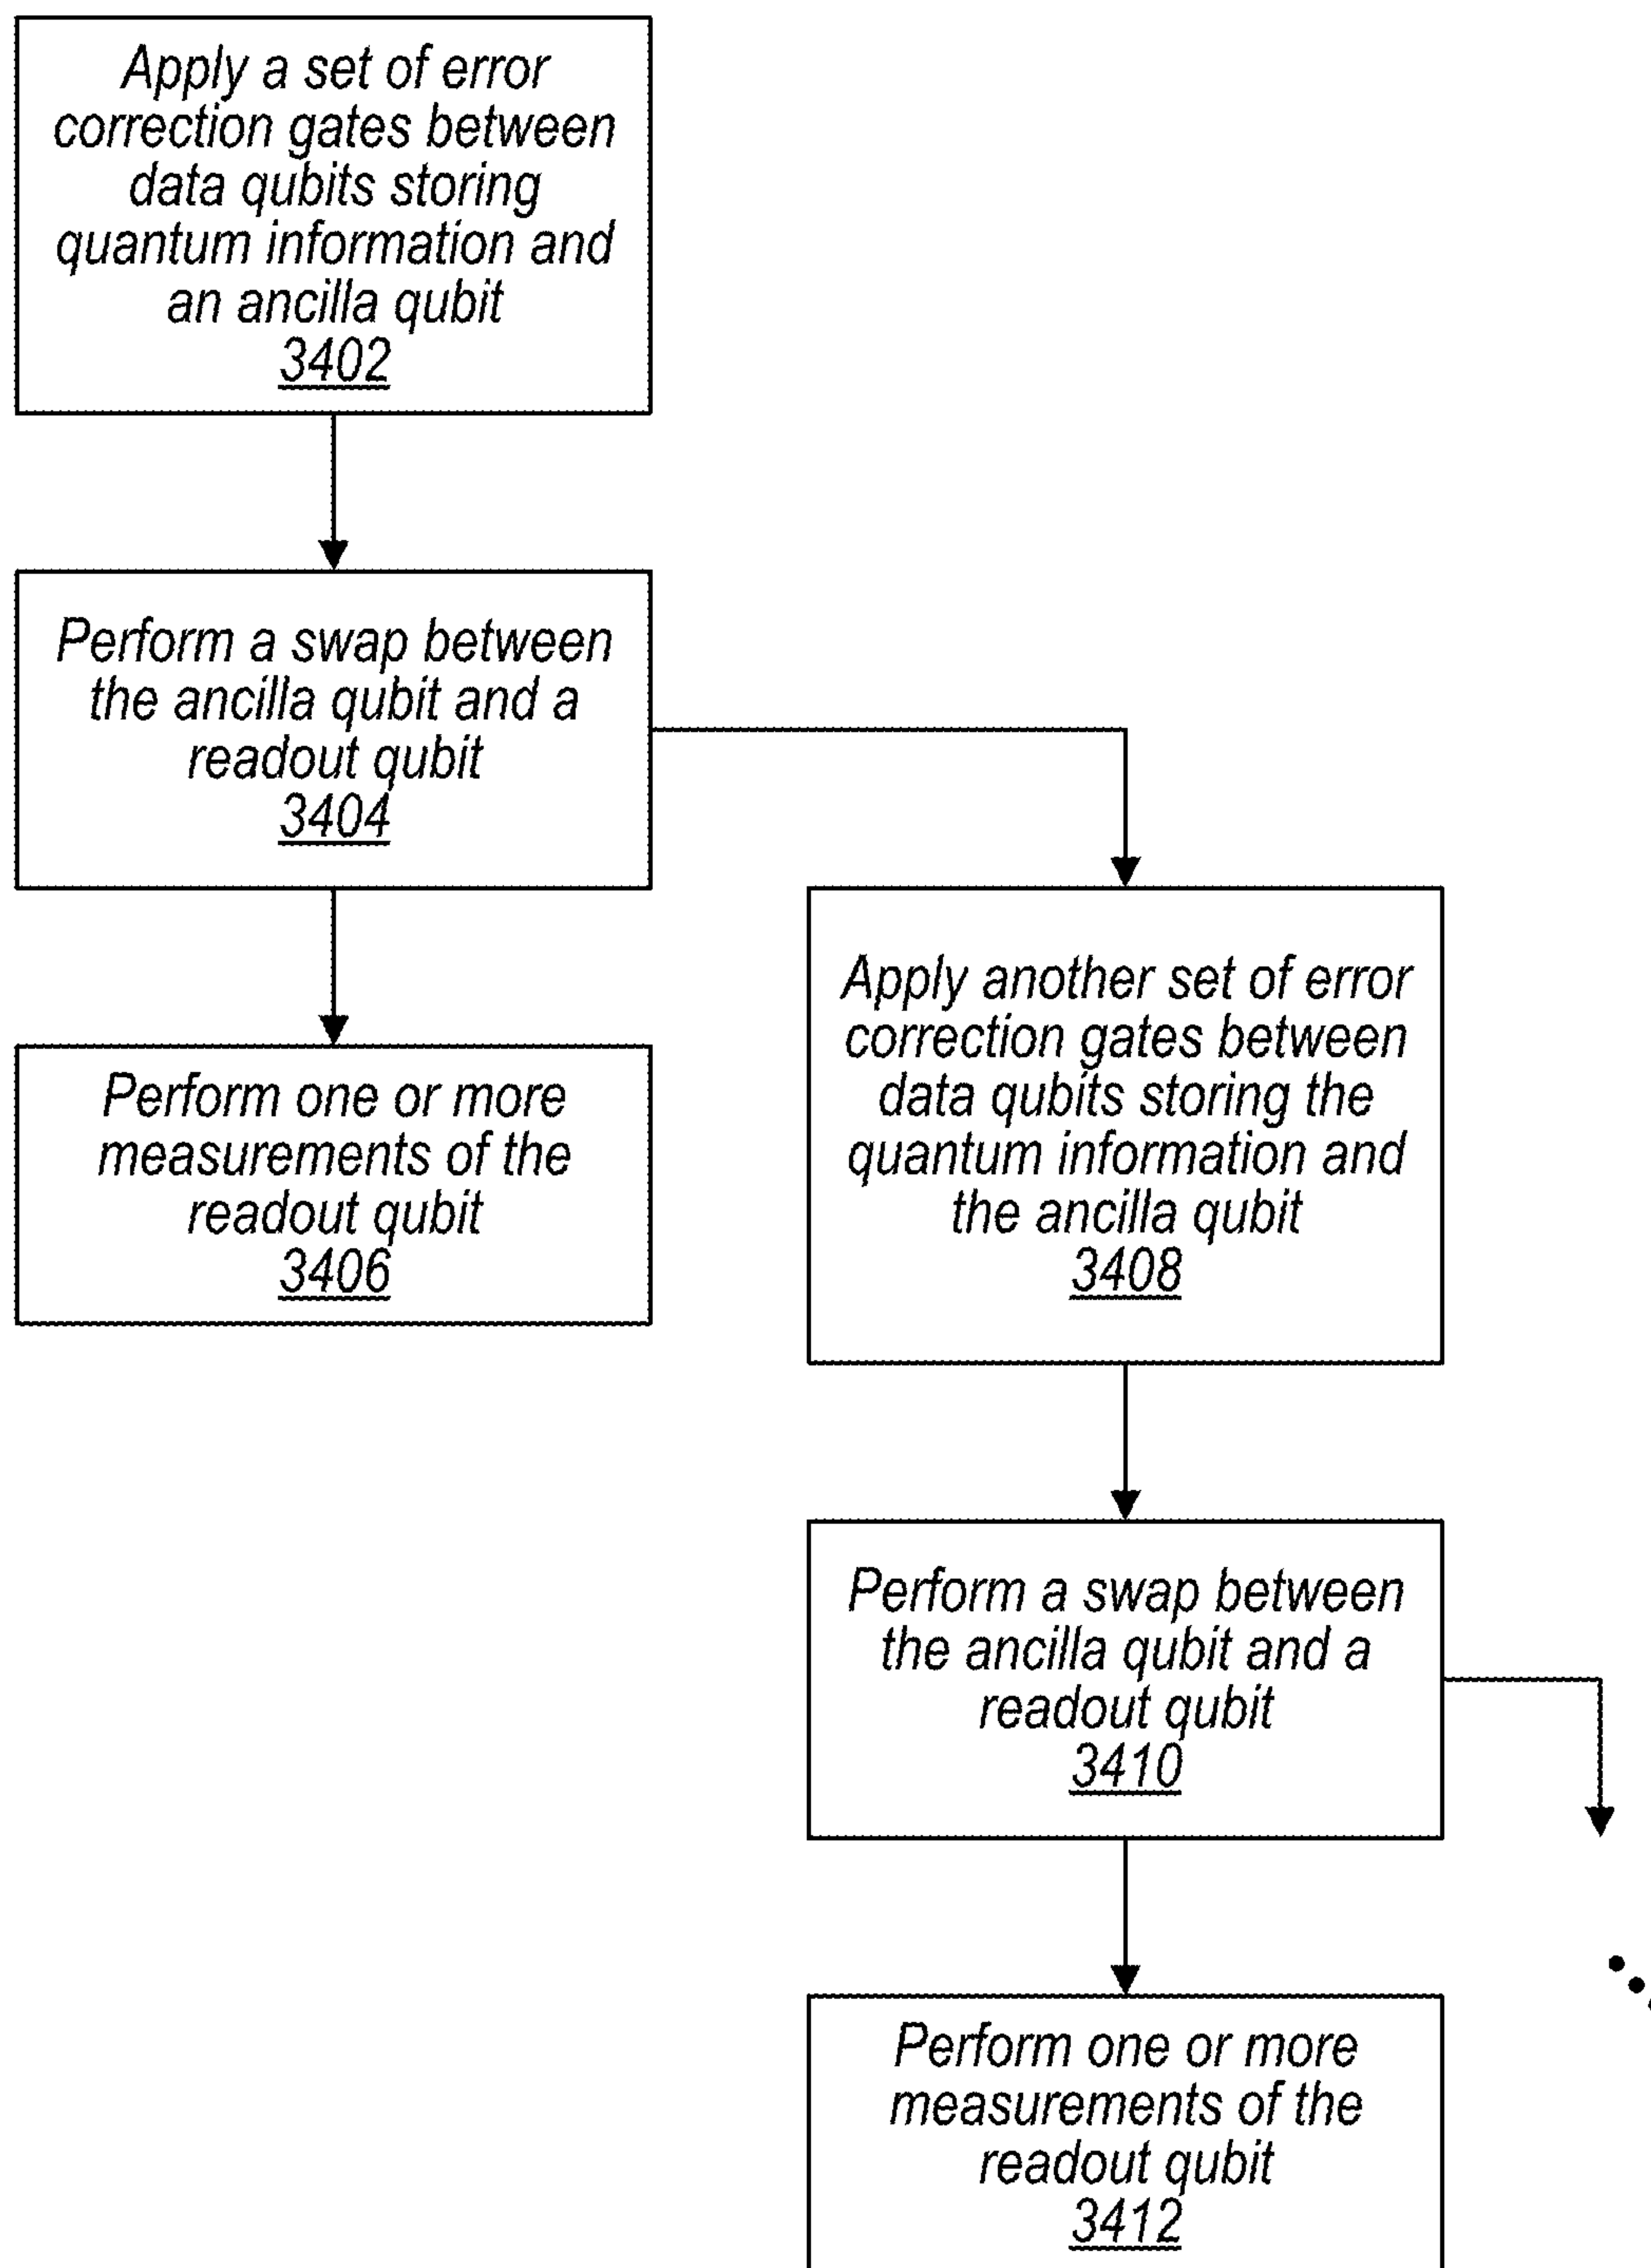 Apply a set of error
correction gates between
data qubits storing
quantum information and
an ancilla qubit
3402
Perform a swap between
the ancilla qubit and a
readout qubit
3404
Perform one or more
measurements of the
readout qubit
3406
Apply another set of error
correction gates between
data qubits storing the
quantum information and
the ancilla qubit
3408
Perform a swap between
the ancilla qubit and a
readout qubit
3410
Perform one or more
measurements of the
readout qubit
3412